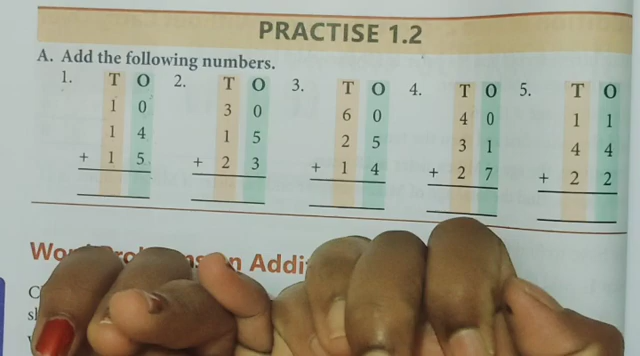 PRACTISE 1.2
A. Add the following numbers.
1. T O 2. T O 3. T O 4. T O 5. T O
1 0 3 0 6 0 4 0 1 1
1 4 1 5 2 5 3 1 4 4
+ 1 5 + 2 3 + 1 4 + 2 7 + 2 2